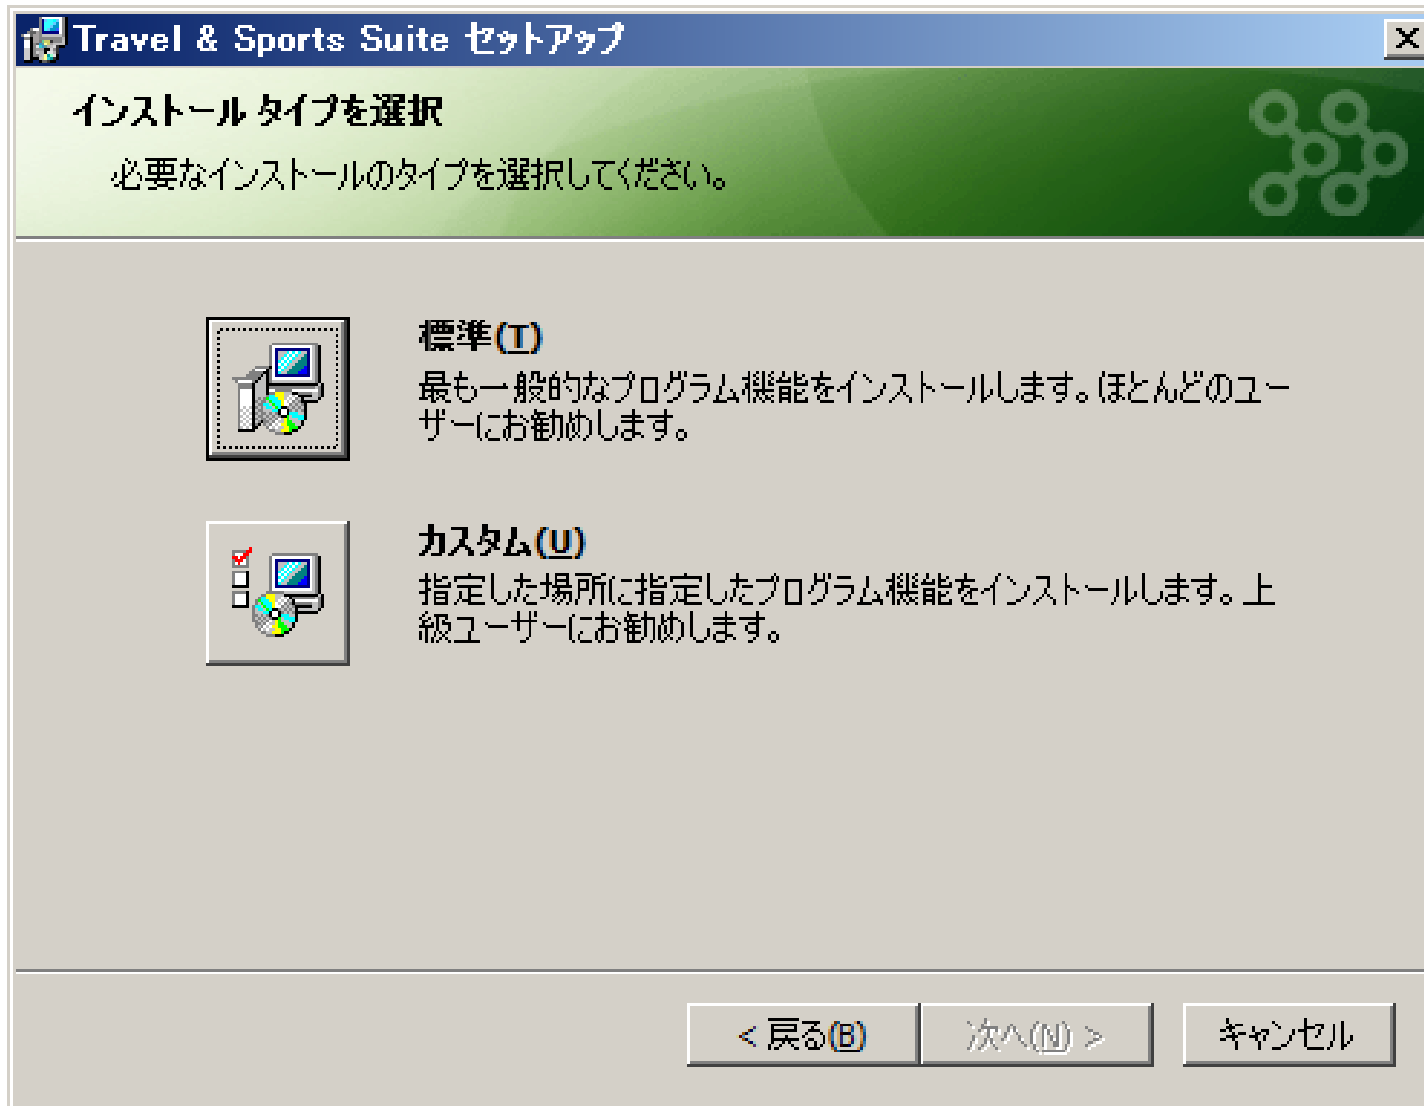 Travel & Sports Suite セットアップ
インストール タイプを選択
必要なインストールのタイプを選択してください。
標準(T)
最も一般的なプログラム機能をインストールします。ほとんどのユー
ザーにお勧めします。
カスタム(U)
指定した場所に指定したプログラム機能をインストールします。上
級ユーザーにお勧めします。
< 戻る(B)
次へ(N) >
キャンセル